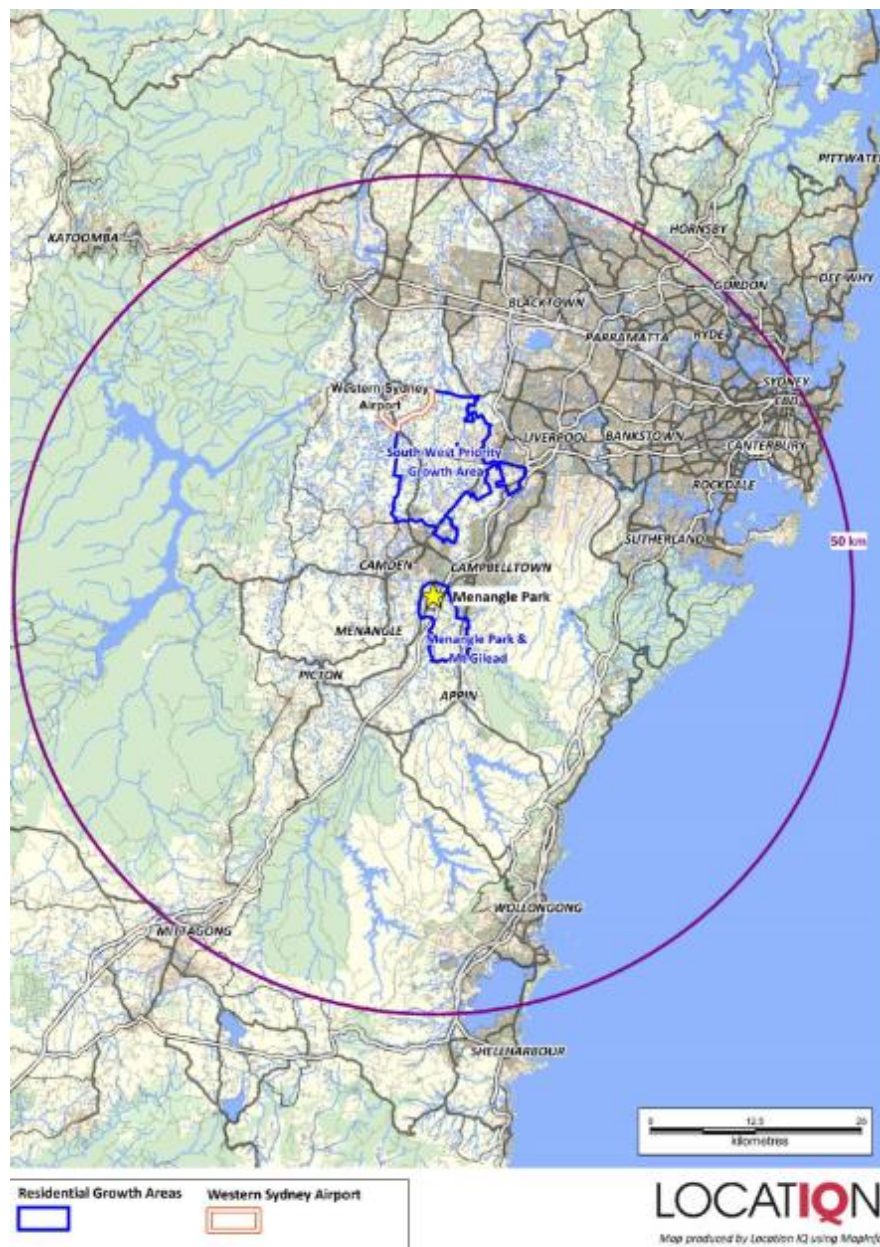 PITTWATER
HORNSBY
KATOOMBA
GORDON
DEE WHY
BLACKTOWN
RYDE
PARRAMATTA
SYDNEY
CBD
Western Sydney
Airport
LIVERPOOL
BANKSTOWN
CANTERBURY
South West Priority
Growth Area
ROCKDALE
SUTHERLAND
50 km
CAMDEN
CAMPBELLTOWN
Menangle Park
MENANGLE
Menangle Park &
Mt Gilead
PICTON
APPIN
WOLLONGONG
MITTAGONG
SHELLHARBOUR
0 12.5 25
kilometres
Residential Growth Areas
Western Sydney Airport
LOCATIQN
Map produced by Location IQ using MapInfo